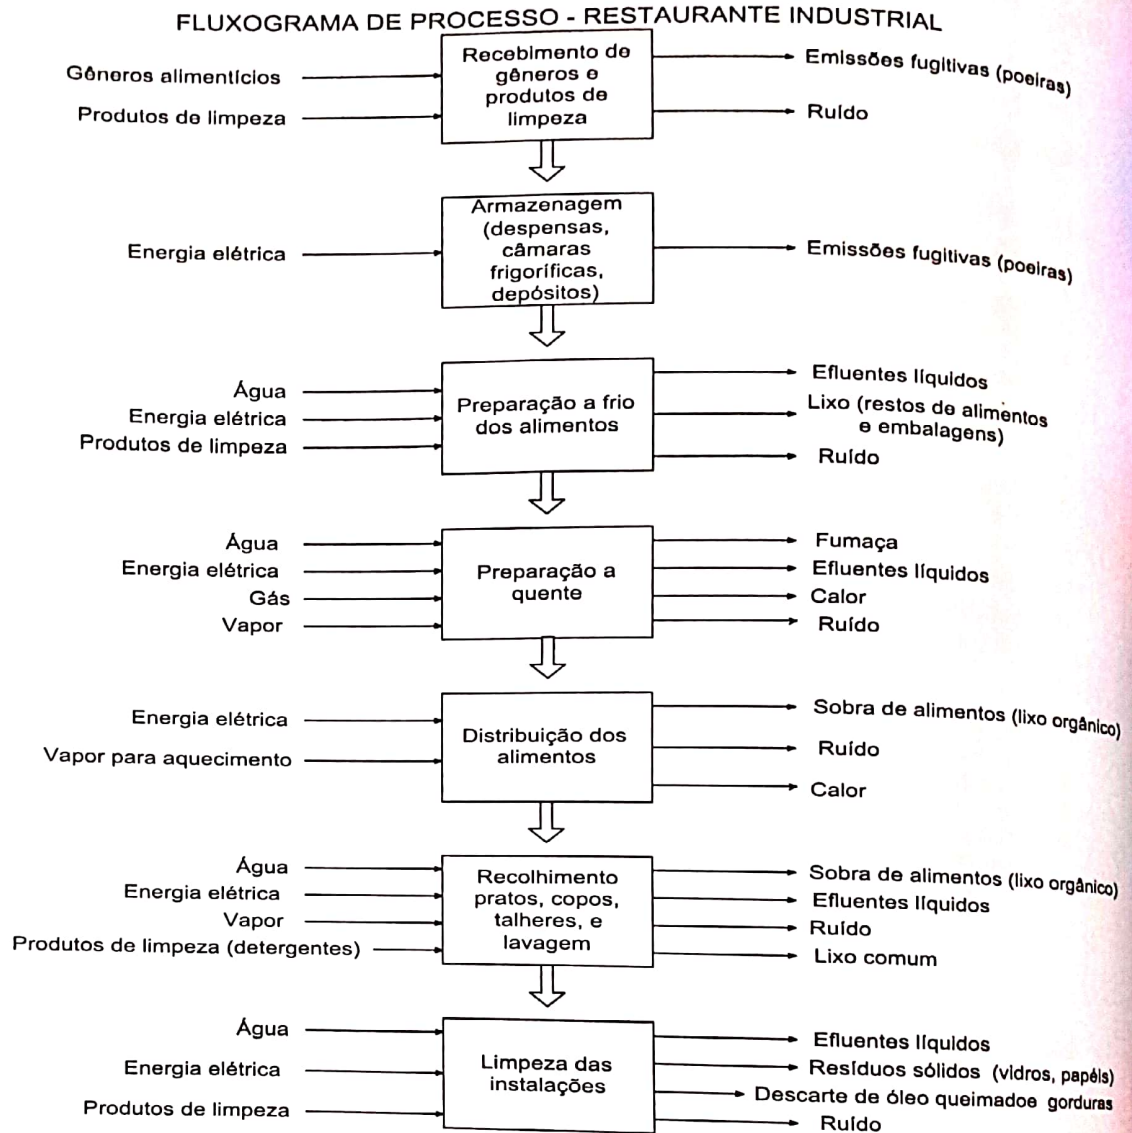 FLUXOGRAMA DE PROCESSO - RESTAURANTE INDUSTRIAL
Gêneros alimentícios
Produtos de limpeza
Recebimento de
gêneros e
produtos de
limpeza
Emissões fugitivas (poeiras)
Ruído
Energia elétrica
Armazenagem
(despensas,
câmaras
frigoríficas,
depósitos)
Emissões fugitivas (poeiras)
Água
Energia elétrica
Produtos de limpeza
Preparação a frio
dos alimentos
Efluentes líquidos
Lixo (restos de alimentos
e embalagens)
Ruído
Água
Energia elétrica
Gás
Vapor
Preparação a
quente
Fumaça
Efluentes líquidos
Calor
Ruído
Energia elétrica
Vapor para aquecimento
Distribuição dos
alimentos
Sobra de alimentos (lixo orgânico)
Ruído
Calor
Água
Energia elétrica
Vapor
Produtos de limpeza (detergentes)
Recolhimento
pratos, copos,
talheres, e
lavagem
Sobra de alimentos (lixo orgânico)
Efluentes líquidos
Ruído
Lixo comum
Água
Energia elétrica
Produtos de limpeza
Limpeza das
instalações
Efluentes líquidos
Resíduos sólidos (vidros, papéis)
Descarte de óleo queimadoe gorduras
Ruído